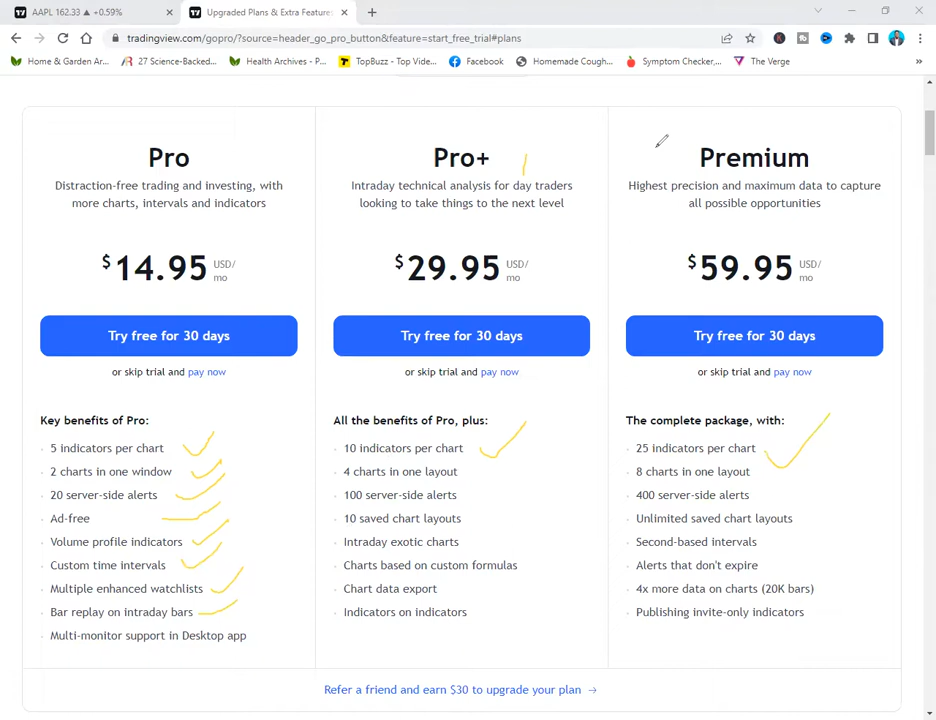 AAPL 162.33 ▲ +0.59%
Upgraded Plans & Extra Feature
tradingview.com/gopro/?source=header_go_pro_button&feature=start_free_trial#plans
Home & Garden Ar...
27 Science-Backed...
Health Archives - P...
TopBuzz - Top Vide...
Facebook
Homemade Cough...
Symptom Checker,...
The Verge
Pro
Distraction-free trading and investing, with
more charts, intervals and indicators
$14.95 USD/
mo
Try free for 30 days
or skip trial and pay now
Key benefits of Pro:
5 indicators per chart
2 charts in one window
20 server-side alerts
Ad-free
Volume profile indicators
Custom time intervals
Multiple enhanced watchlists
Bar replay on intraday bars
Multi-monitor support in Desktop app
Pro+
Intraday technical analysis for day traders
looking to take things to the next level
$29.95 USD/
mo
Try free for 30 days
or skip trial and pay now
All the benefits of Pro, plus:
10 indicators per chart
4 charts in one layout
100 server-side alerts
10 saved chart layouts
Intraday exotic charts
Charts based on custom formulas
Chart data export
Indicators on indicators
Premium
Highest precision and maximum data to capture
all possible opportunities
$59.95 USD/
mo
Try free for 30 days
or skip trial and pay now
The complete package, with:
25 indicators per chart
8 charts in one layout
400 server-side alerts
Unlimited saved chart layouts
Second-based intervals
Alerts that don't expire
4x more data on charts (20K bars)
Publishing invite-only indicators
Refer a friend and earn $30 to upgrade your plan →